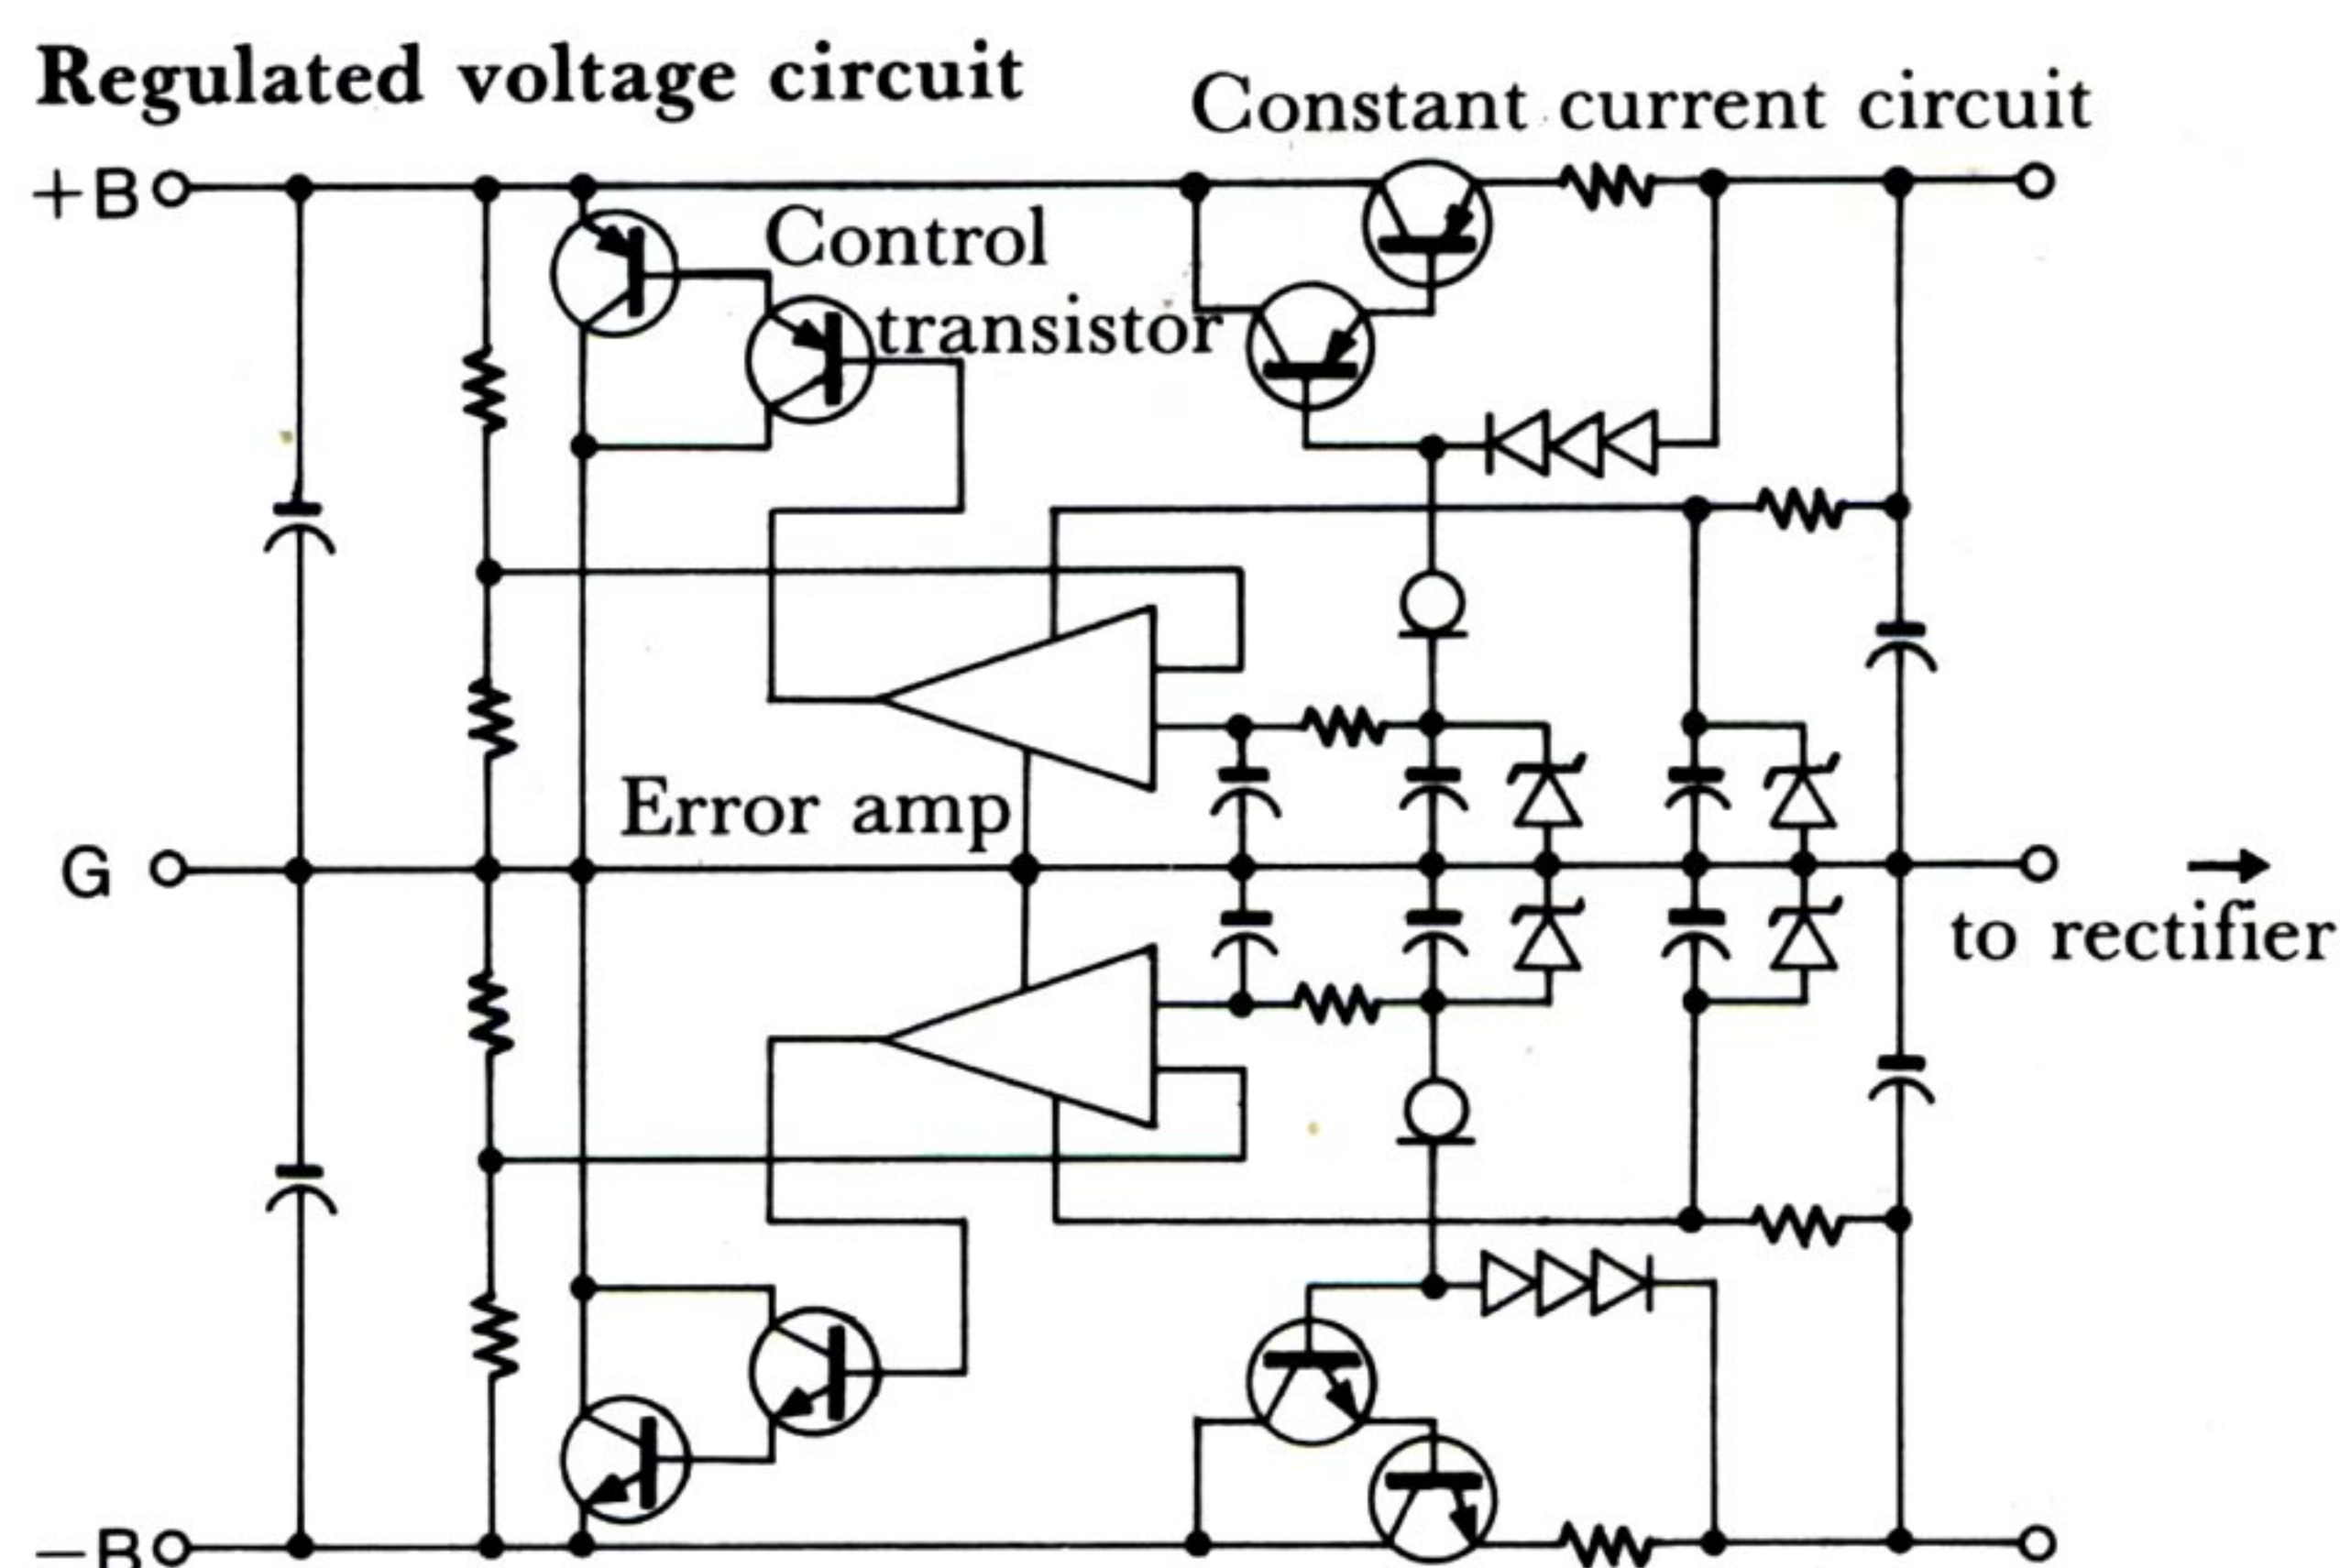 Regulated voltage circuit
Constant current circuit
+B
Control
transistor
Error amp
G
→
to rectifier
−B